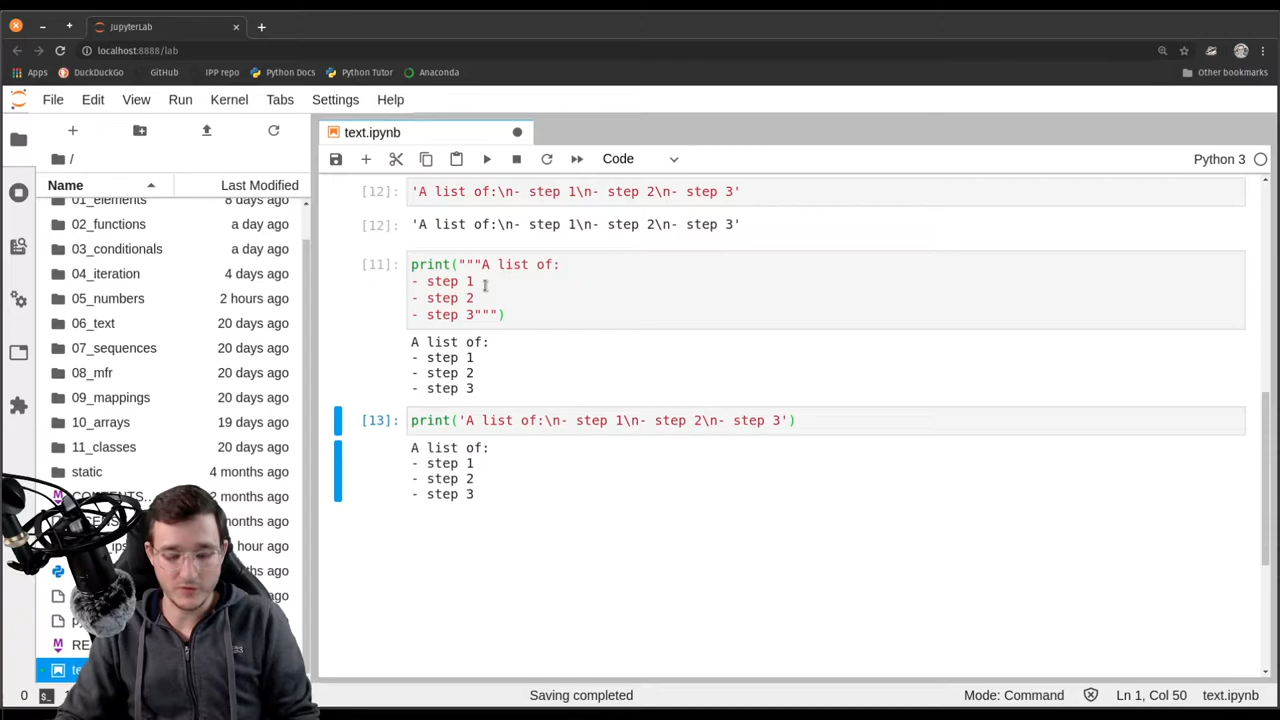 JupyterLab
localhost:8888/lab
Apps DuckDuckGo GitHub IPP repo Python Docs Python Tutor Anaconda Other bookmarks
File Edit View Run Kernel Tabs Settings Help
text.ipynb
/
Code
Python 3
Name Last Modified
01_elements 8 days ago
02_functions a day ago
03_conditionals a day ago
04_iteration 4 days ago
05_numbers 2 hours ago
06_text 20 days ago
07_sequences 20 days ago
08_mfr 20 days ago
09_mappings 20 days ago
10_arrays 19 days ago
11_classes 20 days ago
static 4 months ago
months ago
months ago
hour ago
ago
ago
ago
[12]: 'A list of:\n- step 1\n- step 2\n- step 3'
[12]: 'A list of:\n- step 1\n- step 2\n- step 3'
[11]: print("""A list of:
- step 1
- step 2
- step 3""")
A list of:
- step 1
- step 2
- step 3
[13]: print('A list of:\n- step 1\n- step 2\n- step 3')
A list of:
- step 1
- step 2
- step 3
0 Saving completed Mode: Command Ln 1, Col 50 text.ipynb